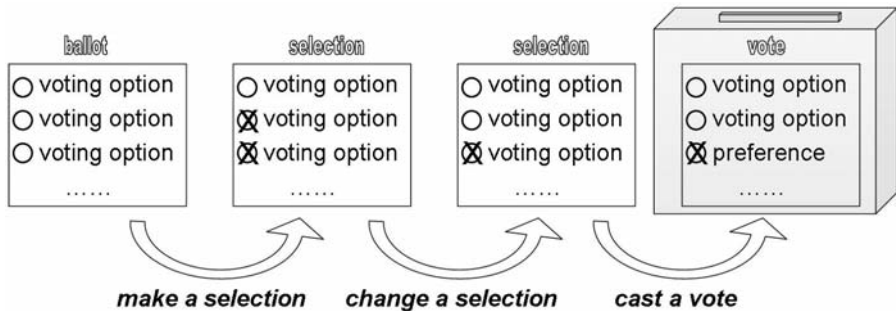 ballot
voting option
voting option
voting option
......
selection
voting option
voting option
voting option
......
selection
voting option
voting option
voting option
......
vote
voting option
voting option
preference
......
make a selection
change a selection
cast a vote